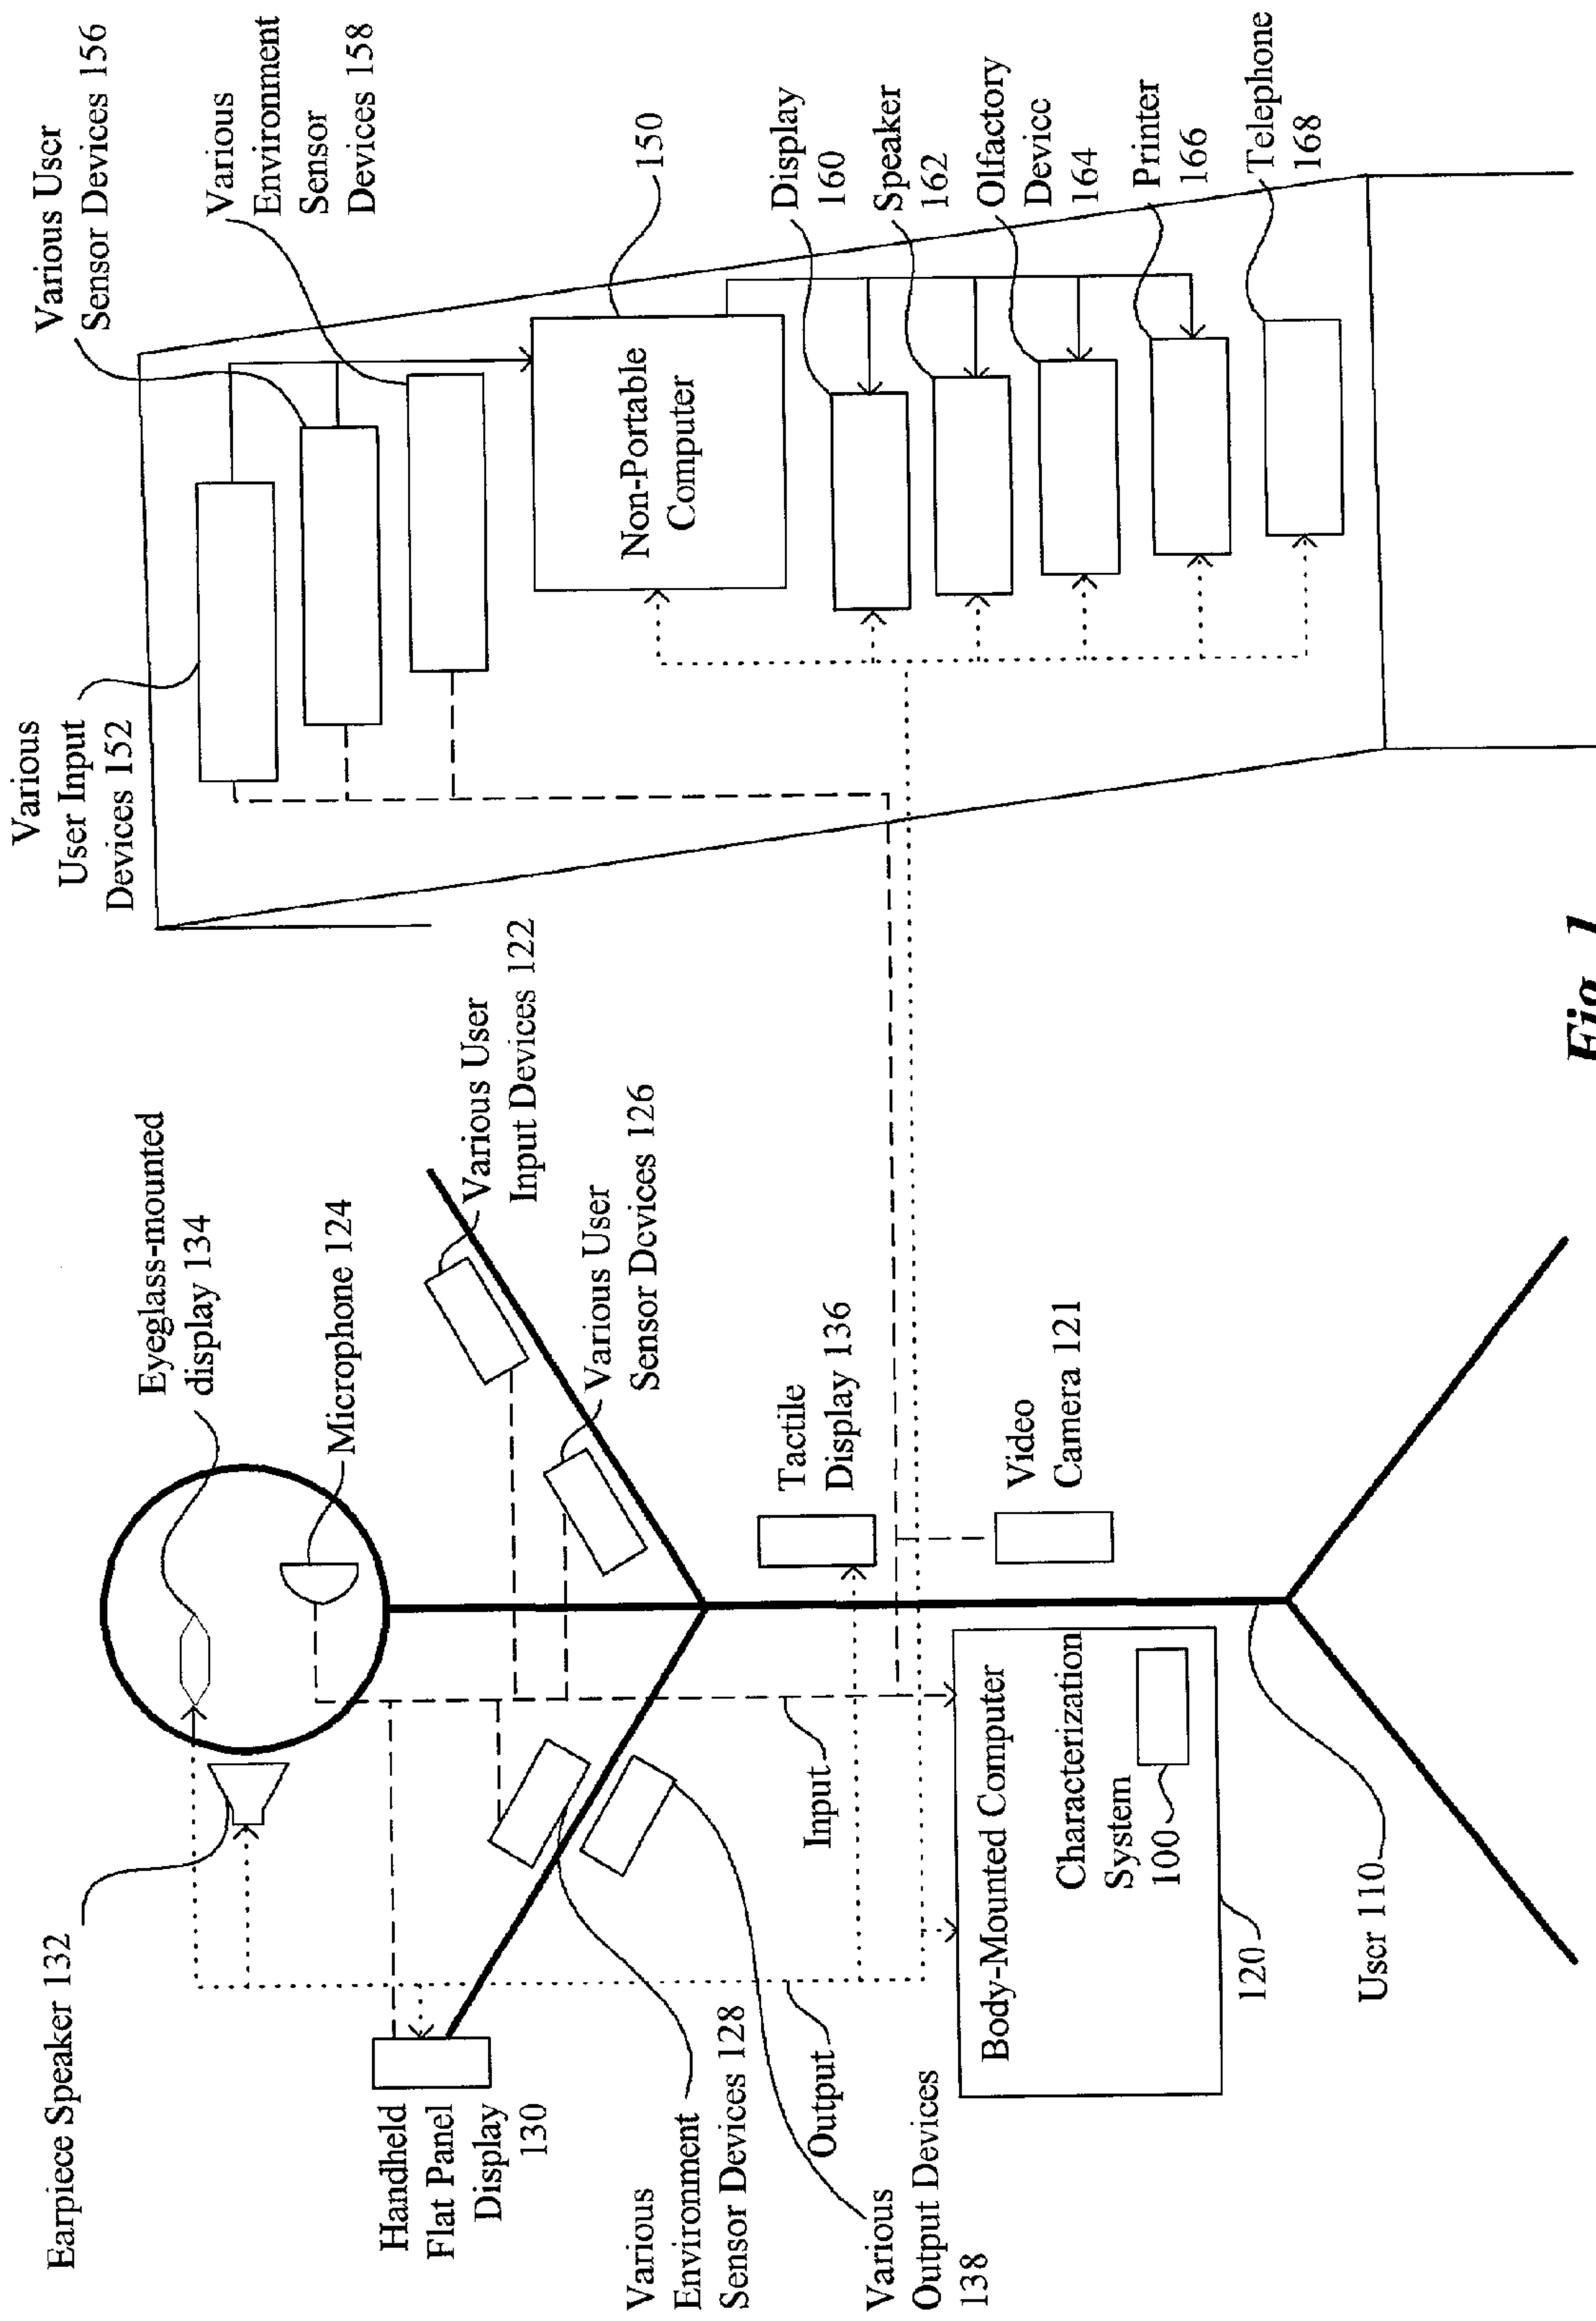 Earpiece Speaker 132
Eyeglass-mounted
display 134
Microphone 124
Handheld
Flat Panel
Display
130
Various User
Input Devices 122
Various User
Sensor Devices 126
Various
Environment
Sensor Devices 128
Various
Output Devices
138
Output
Input
Tactile
Display 136
Video
Camera 121
Body-Mounted Computer
Characterization
System
100
120
User 110
Various
User Input
Devices 152
Various User
Sensor Devices 156
Various
Environment
Sensor
Devices 158
Non-Portable
Computer
150
Display
160
Speaker
162
Olfactory
Device
164
Printer
166
Telephone
168
Fig. 1